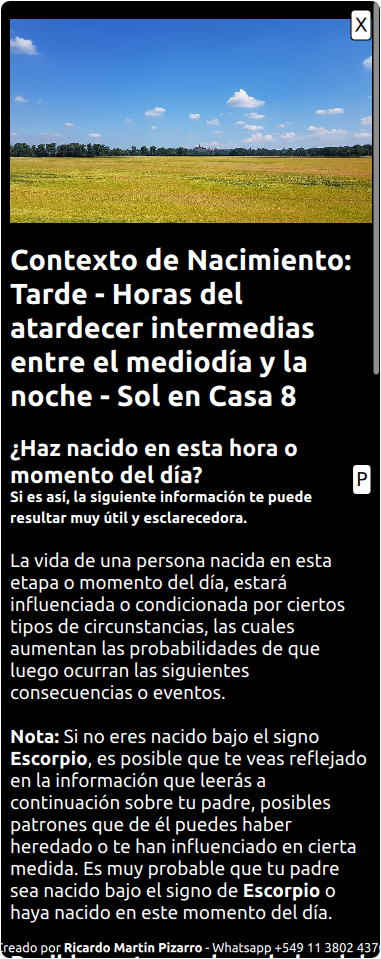 X
Contexto de Nacimiento:
Tarde - Horas del
atardecer intermedias
entre el mediodía y la
noche - Sol en Casa 8
¿Haz nacido en esta hora o
momento del día?
P
Si es así, la siguiente información te puede
resultar muy útil y esclarecedora.
La vida de una persona nacida en esta
etapa o momento del día, estará
influenciada o condicionada por ciertos
tipos de circunstancias, las cuales
aumentan las probabilidades de que
luego ocurran las siguientes
consecuencias o eventos.
Nota: Si no eres nacido bajo el signo
Escorpio, es posible que te veas reflejado
en la información que leerás a
continuación sobre tu padre, posibles
patrones que de él puedes haber
heredado o te han influenciado en cierta
medida. Es muy probable que tu padre
sea nacido bajo el signo de Escorpio o
haya nacido en este momento del día.
reado por Ricardo Martín Pizarro - Whatsapp +549 11 3802 437